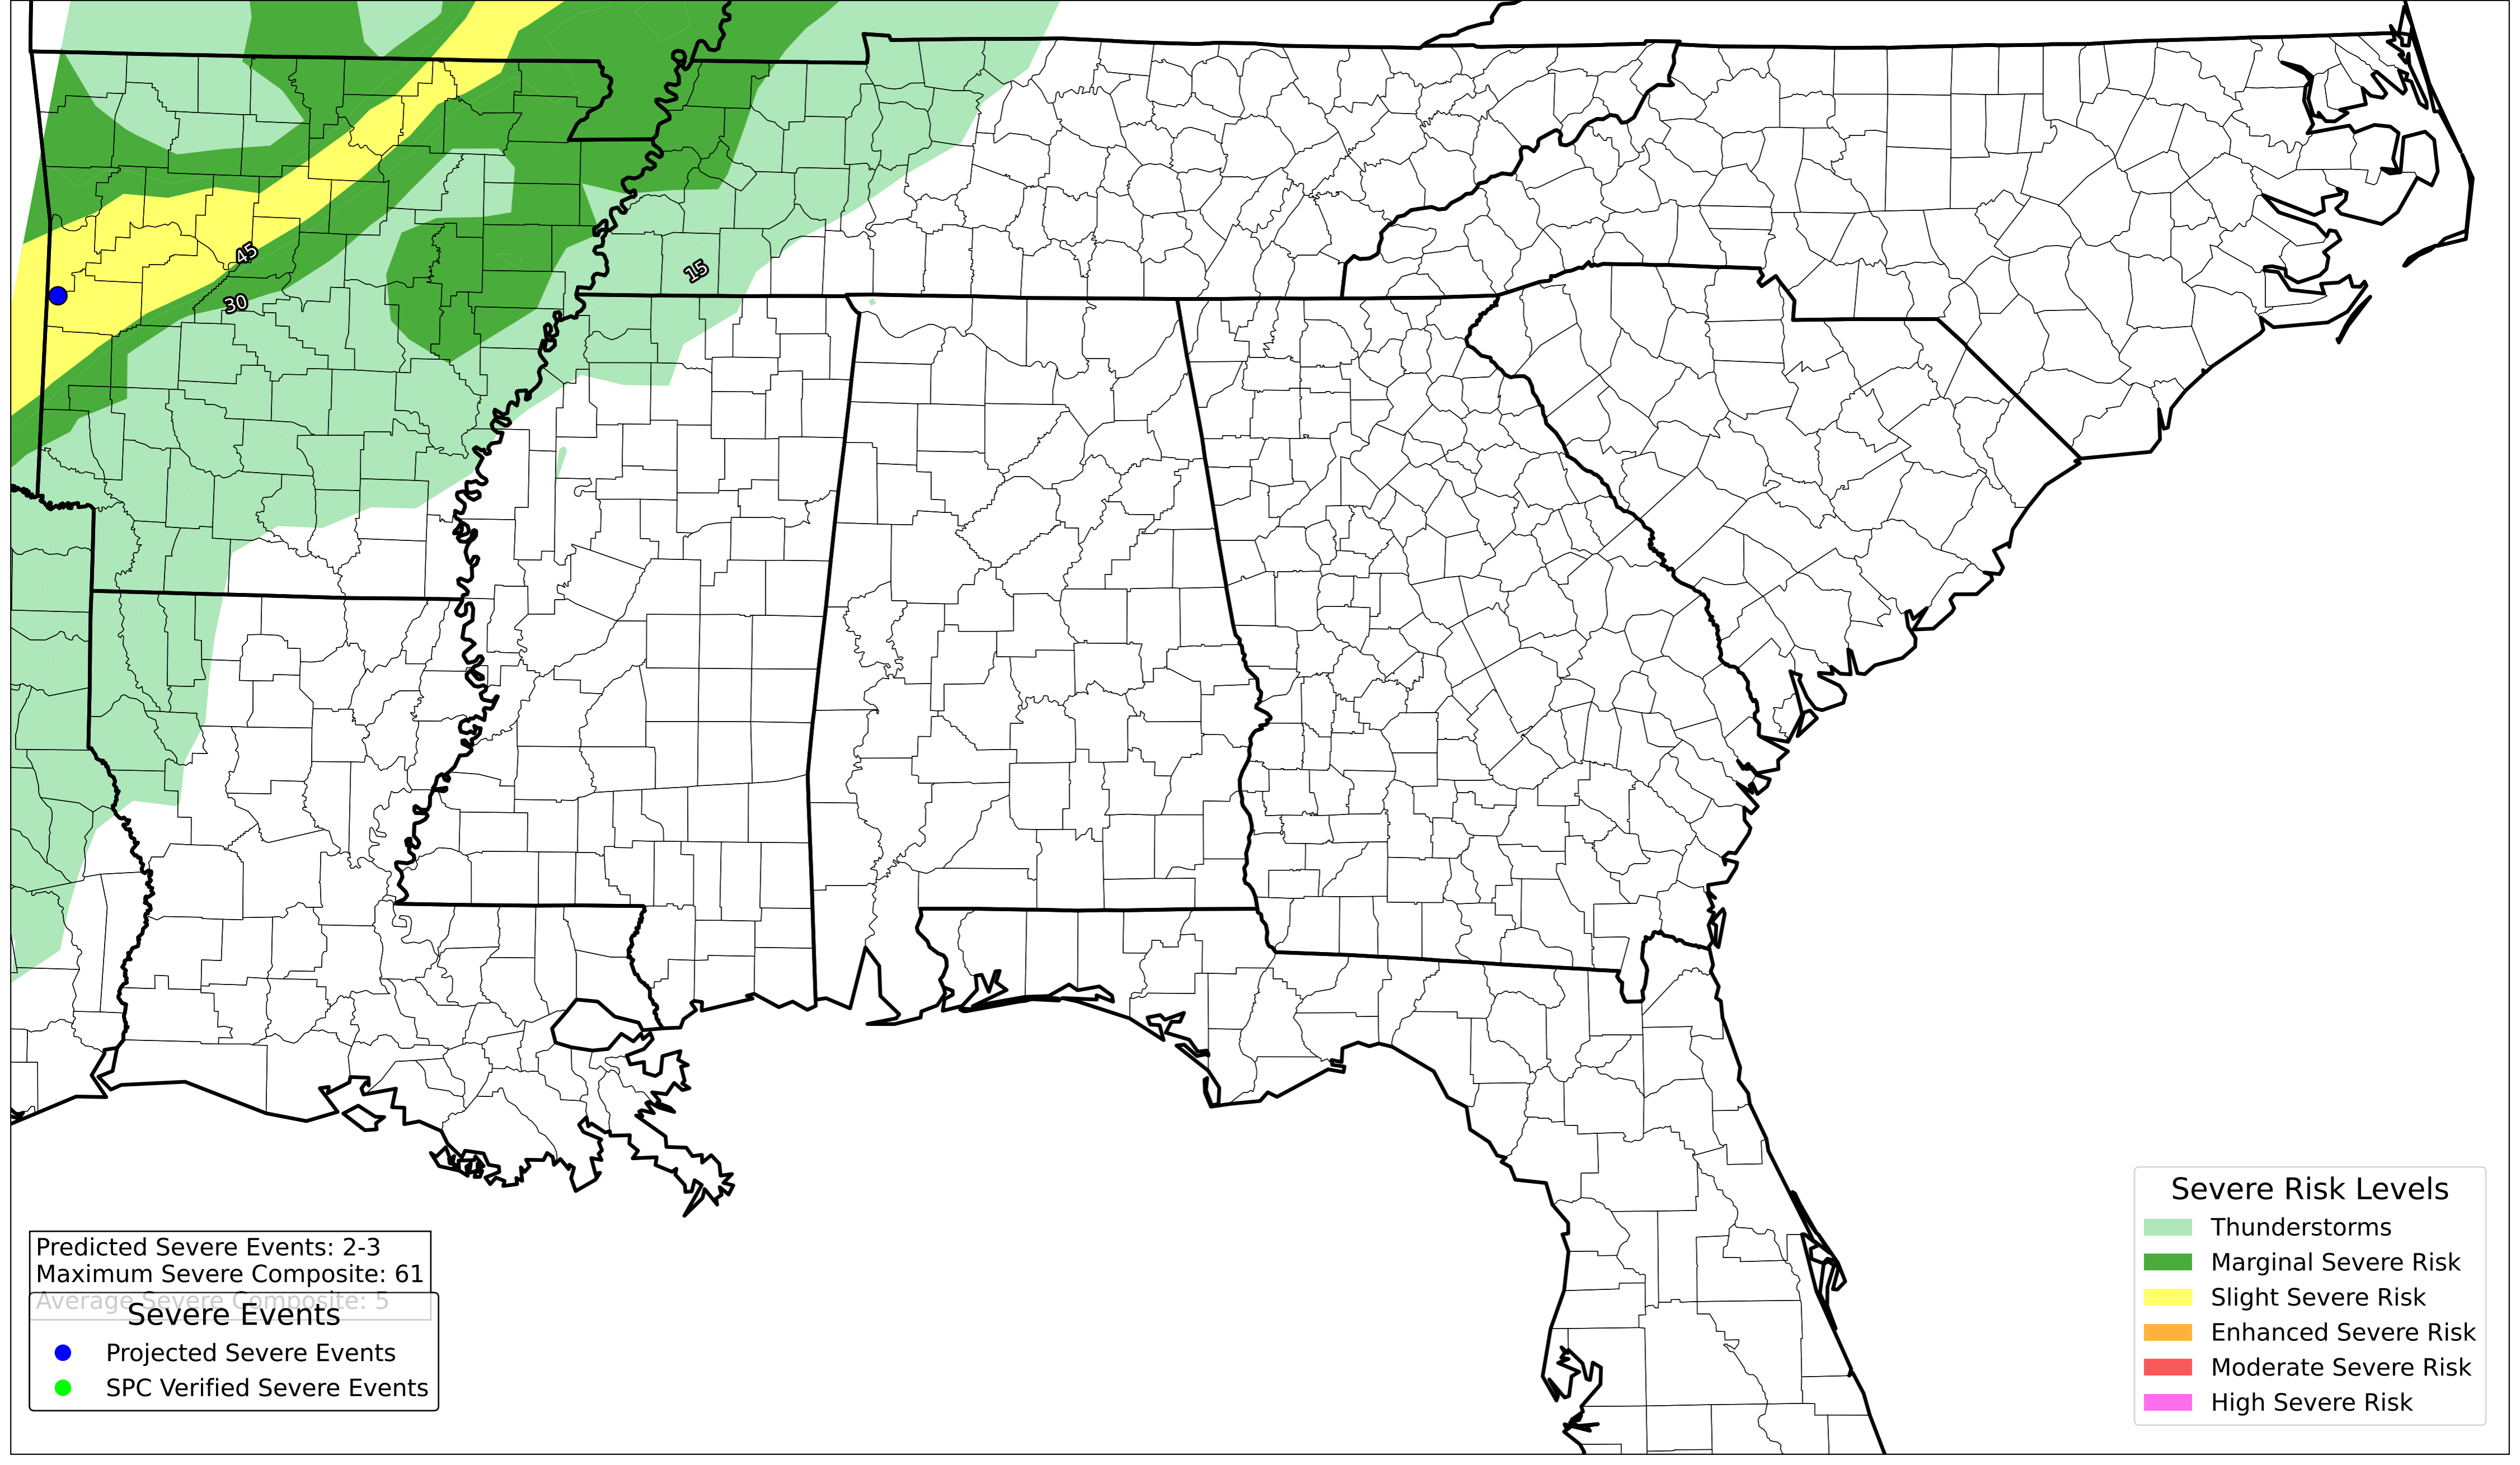 45
15
30
Predicted Severe Events: 2-3
Maximum Severe Composite: 61
Average Severe Composite: 5
Severe Events
Projected Severe Events
SPC Verified Severe Events
Severe Risk Levels
Thunderstorms
Marginal Severe Risk
Slight Severe Risk
Enhanced Severe Risk
Moderate Severe Risk
High Severe Risk